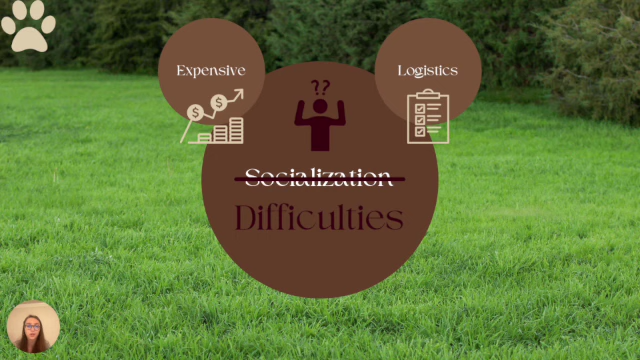 Expensive
Logistics
??
$
$
Socialization
Difficulties